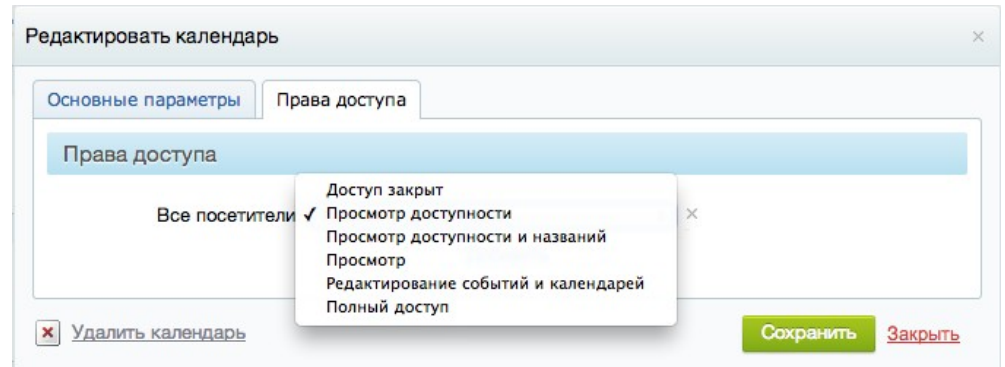 Редактировать календарь
Основные параметры Права доступа
Права доступа
Доступ закрыт
Все посетители ✓ Просмотр доступности
Просмотр доступности и названий
Просмотр
Редактирование событий и календарей
Полный доступ
Удалить календарь Сохранить Закрыть